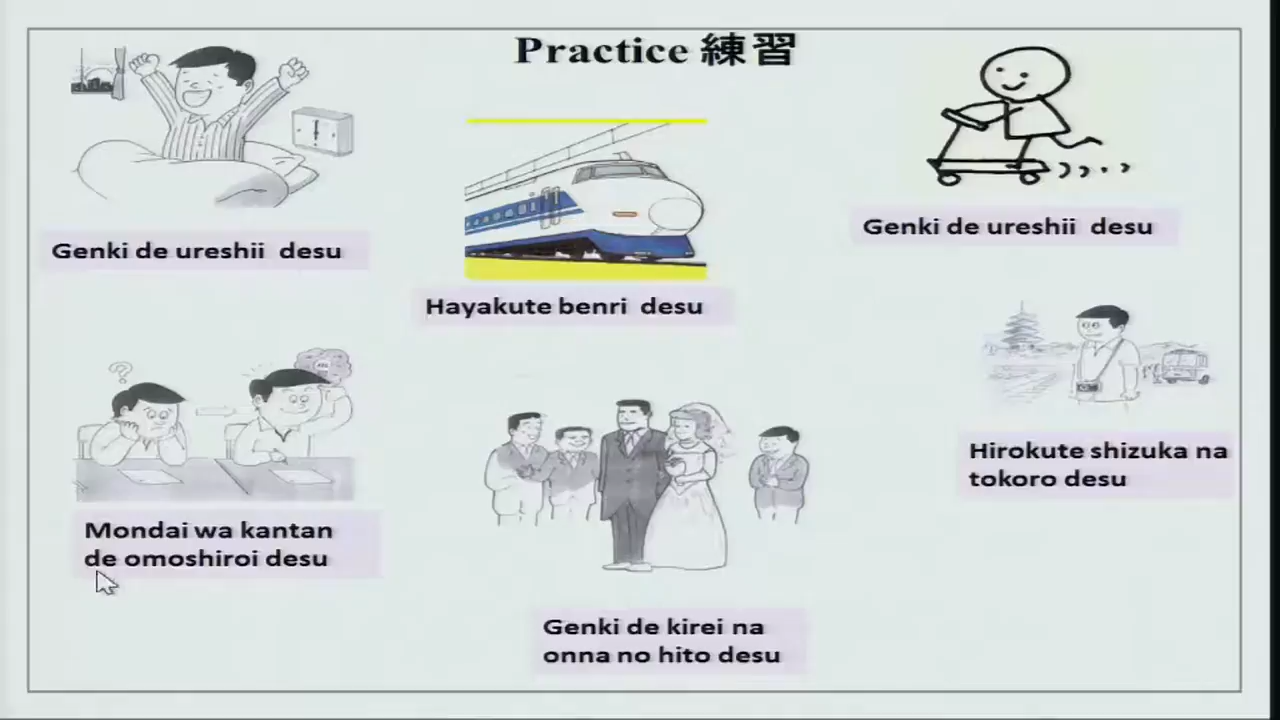 Practice 練習
Genki de ureshii desu
Hayakute benri desu
Genki de ureshii desu
Mondai wa kantan
de omoshiroi desu
Genki de kirei na
onna no hito desu
Hirokute shizuka na
tokoro desu